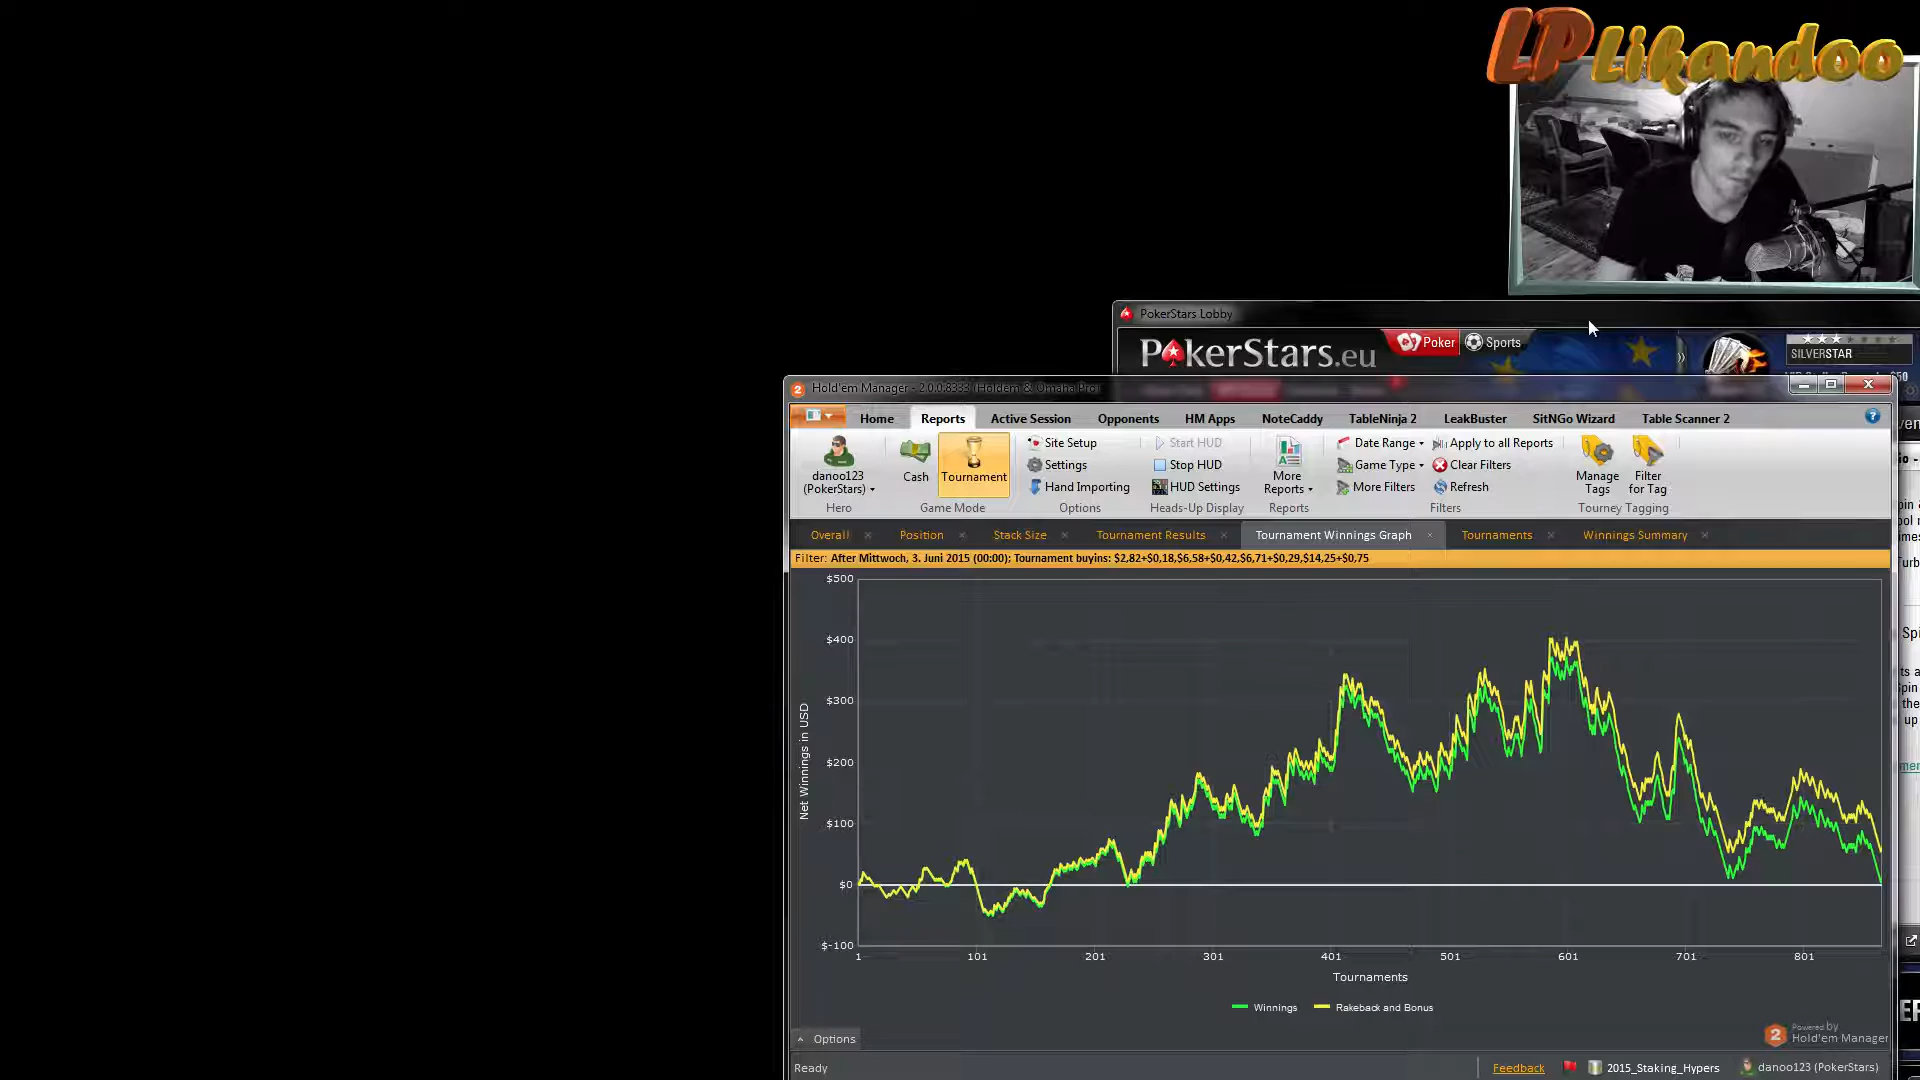 LP Likandoo
PokerStars Lobby
PokerStars.eu
Poker
Sports
SILVERSTAR
Hold'em Manager - 2.0.0.8333 (Holdem & Omaha Pro)
Home
Reports
Active Session
Opponents
HM Apps
NoteCaddy
TableNinja 2
LeakBuster
SitNGo Wizard
Table Scanner 2
danoo123
(PokerStars)
Hero
Cash
Tournament
Game Mode
Site Setup
Settings
Hand Importing
Options
Start HUD
Stop HUD
HUD Settings
Heads-Up Display
More
Reports
Reports
Date Range
Game Type
More Filters
Apply to all Reports
Clear Filters
Refresh
Filters
Manage
Tags
Filter
for Tag
Tourney Tagging
Overall
Position
Stack Size
Tournament Results
Tournament Winnings Graph
Tournaments
Winnings Summary
Filter: After Mittwoch, 3. Juni 2015 (00:00); Tournament buyins: $2,82+$0,18,$6,58+$0,42,$6,71+$0,29,$14,25+$0,75
$500
$400
$300
$200
$100
$0
$-100
Net Winnings in USD
1
101
201
301
401
501
601
701
801
Tournaments
Winnings
Rakeback and Bonus
Options
Powered by
Hold'em Manager
Ready
Feedback
2015_Staking_Hypers
danoo123 (PokerStars)